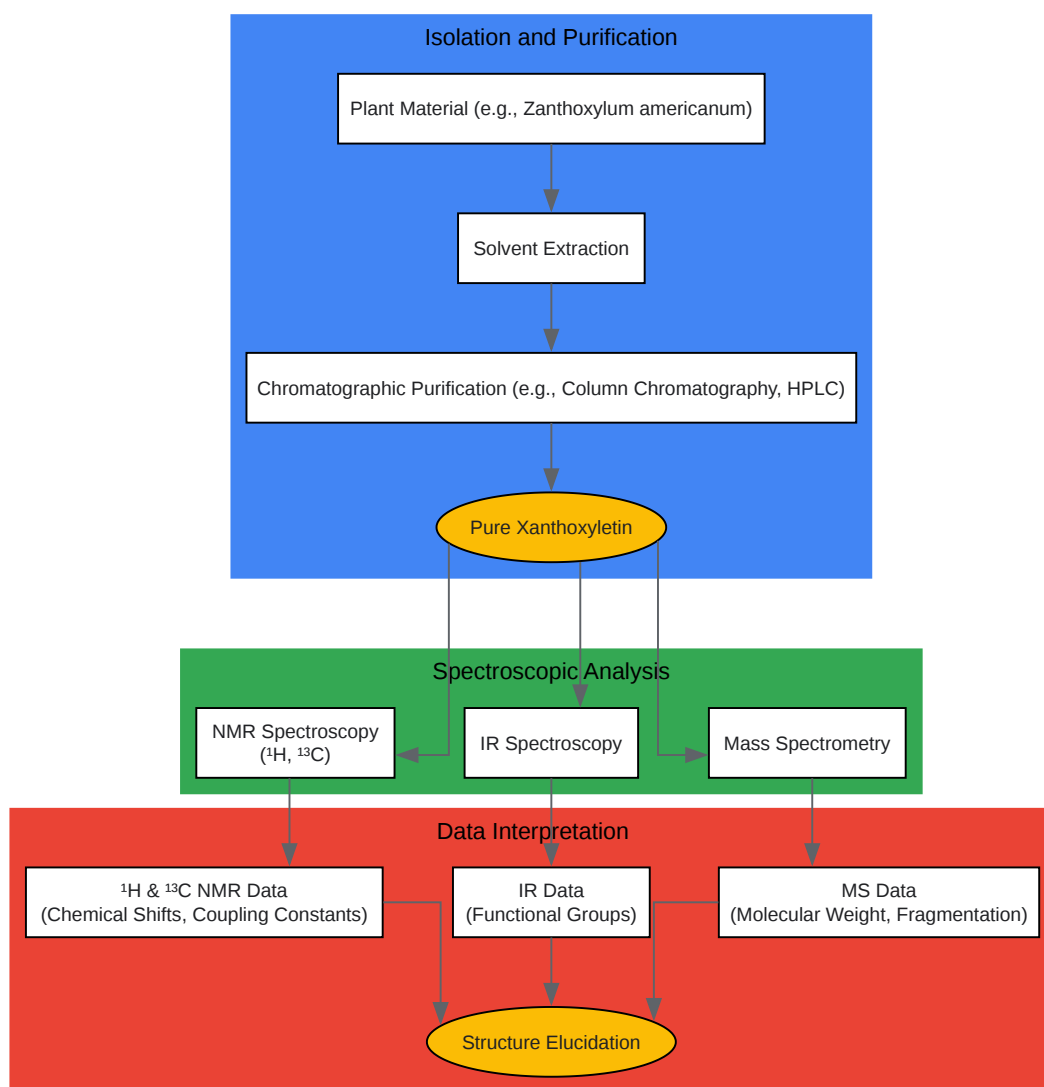 Isolation and Purification
Plant Material (e.g., Zanthoxylum americanum)
Solvent Extraction
Chromatographic Purification (e.g., Column Chromatography, HPLC)
Pure Xanthoxyletin
Spectroscopic Analysis
NMR Spectroscopy
(¹H, ¹³C)
IR Spectroscopy
Mass Spectrometry
Data Interpretation
¹H & ¹³C NMR Data
(Chemical Shifts, Coupling Constants)
IR Data
(Functional Groups)
MS Data
(Molecular Weight, Fragmentation)
Structure Elucidation